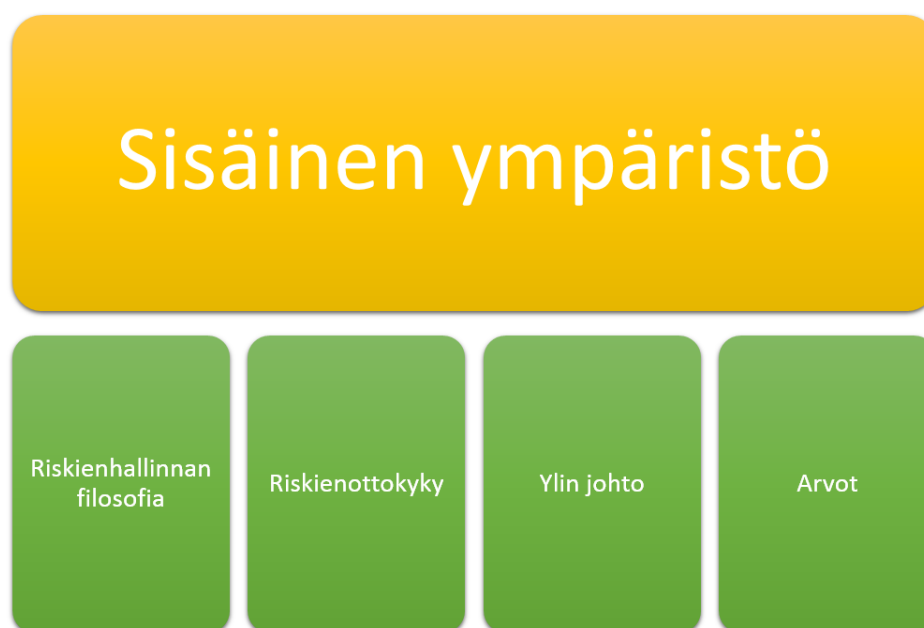 Sisäinen ympäristö
Riskienhallinnan
filosofia
Riskienottokyky
Ylin johto
Arvot